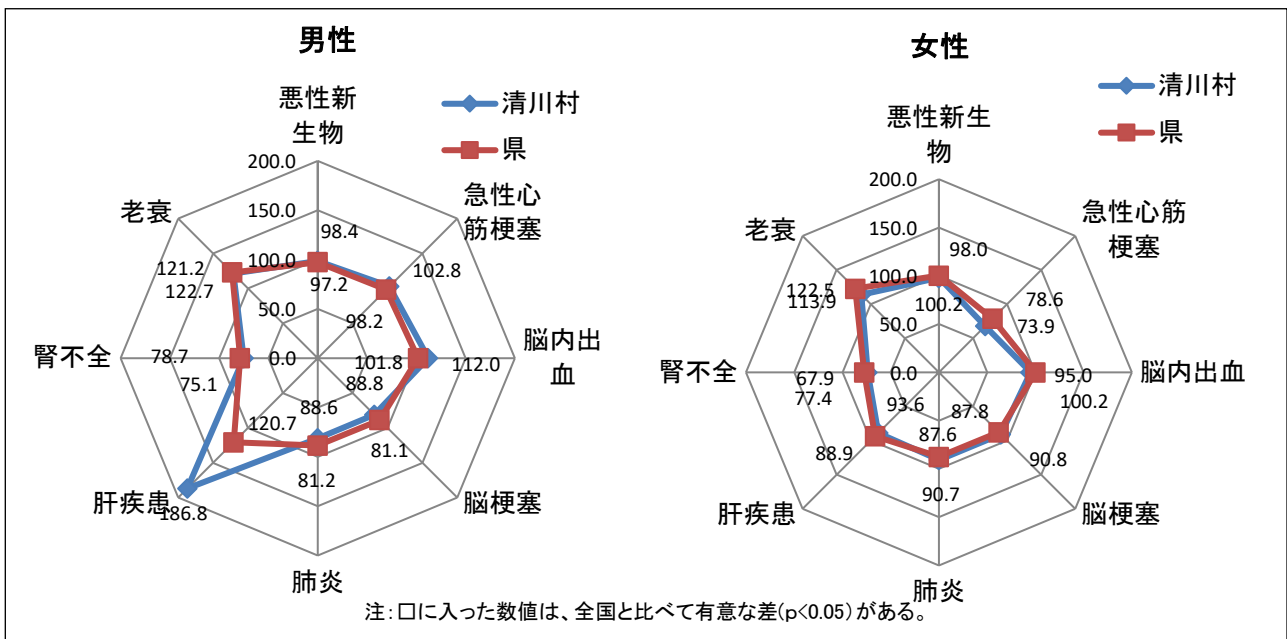 男性
清川村
県
悪性新
生物
急性心
筋梗塞
脳内出
血
脳梗塞
肺炎
肝疾患
腎不全
老衰
200.0
150.0
100.0
50.0
0.0
98.4
97.2
102.8
98.2
112.0
101.8
88.8
81.1
88.6
81.2
120.7
186.8
78.7
75.1
121.2
122.7
女性
清川村
県
悪性新生
物
急性心筋
梗塞
脳内出血
脳梗塞
肺炎
肝疾患
腎不全
老衰
200.0
150.0
100.0
50.0
0.0
98.0
100.2
78.6
73.9
95.0
100.2
87.8
90.8
87.6
90.7
93.6
88.9
67.9
77.4
122.5
113.9
注:口に入った数値は、全国と比べて有意な差(p<0.05)がある。